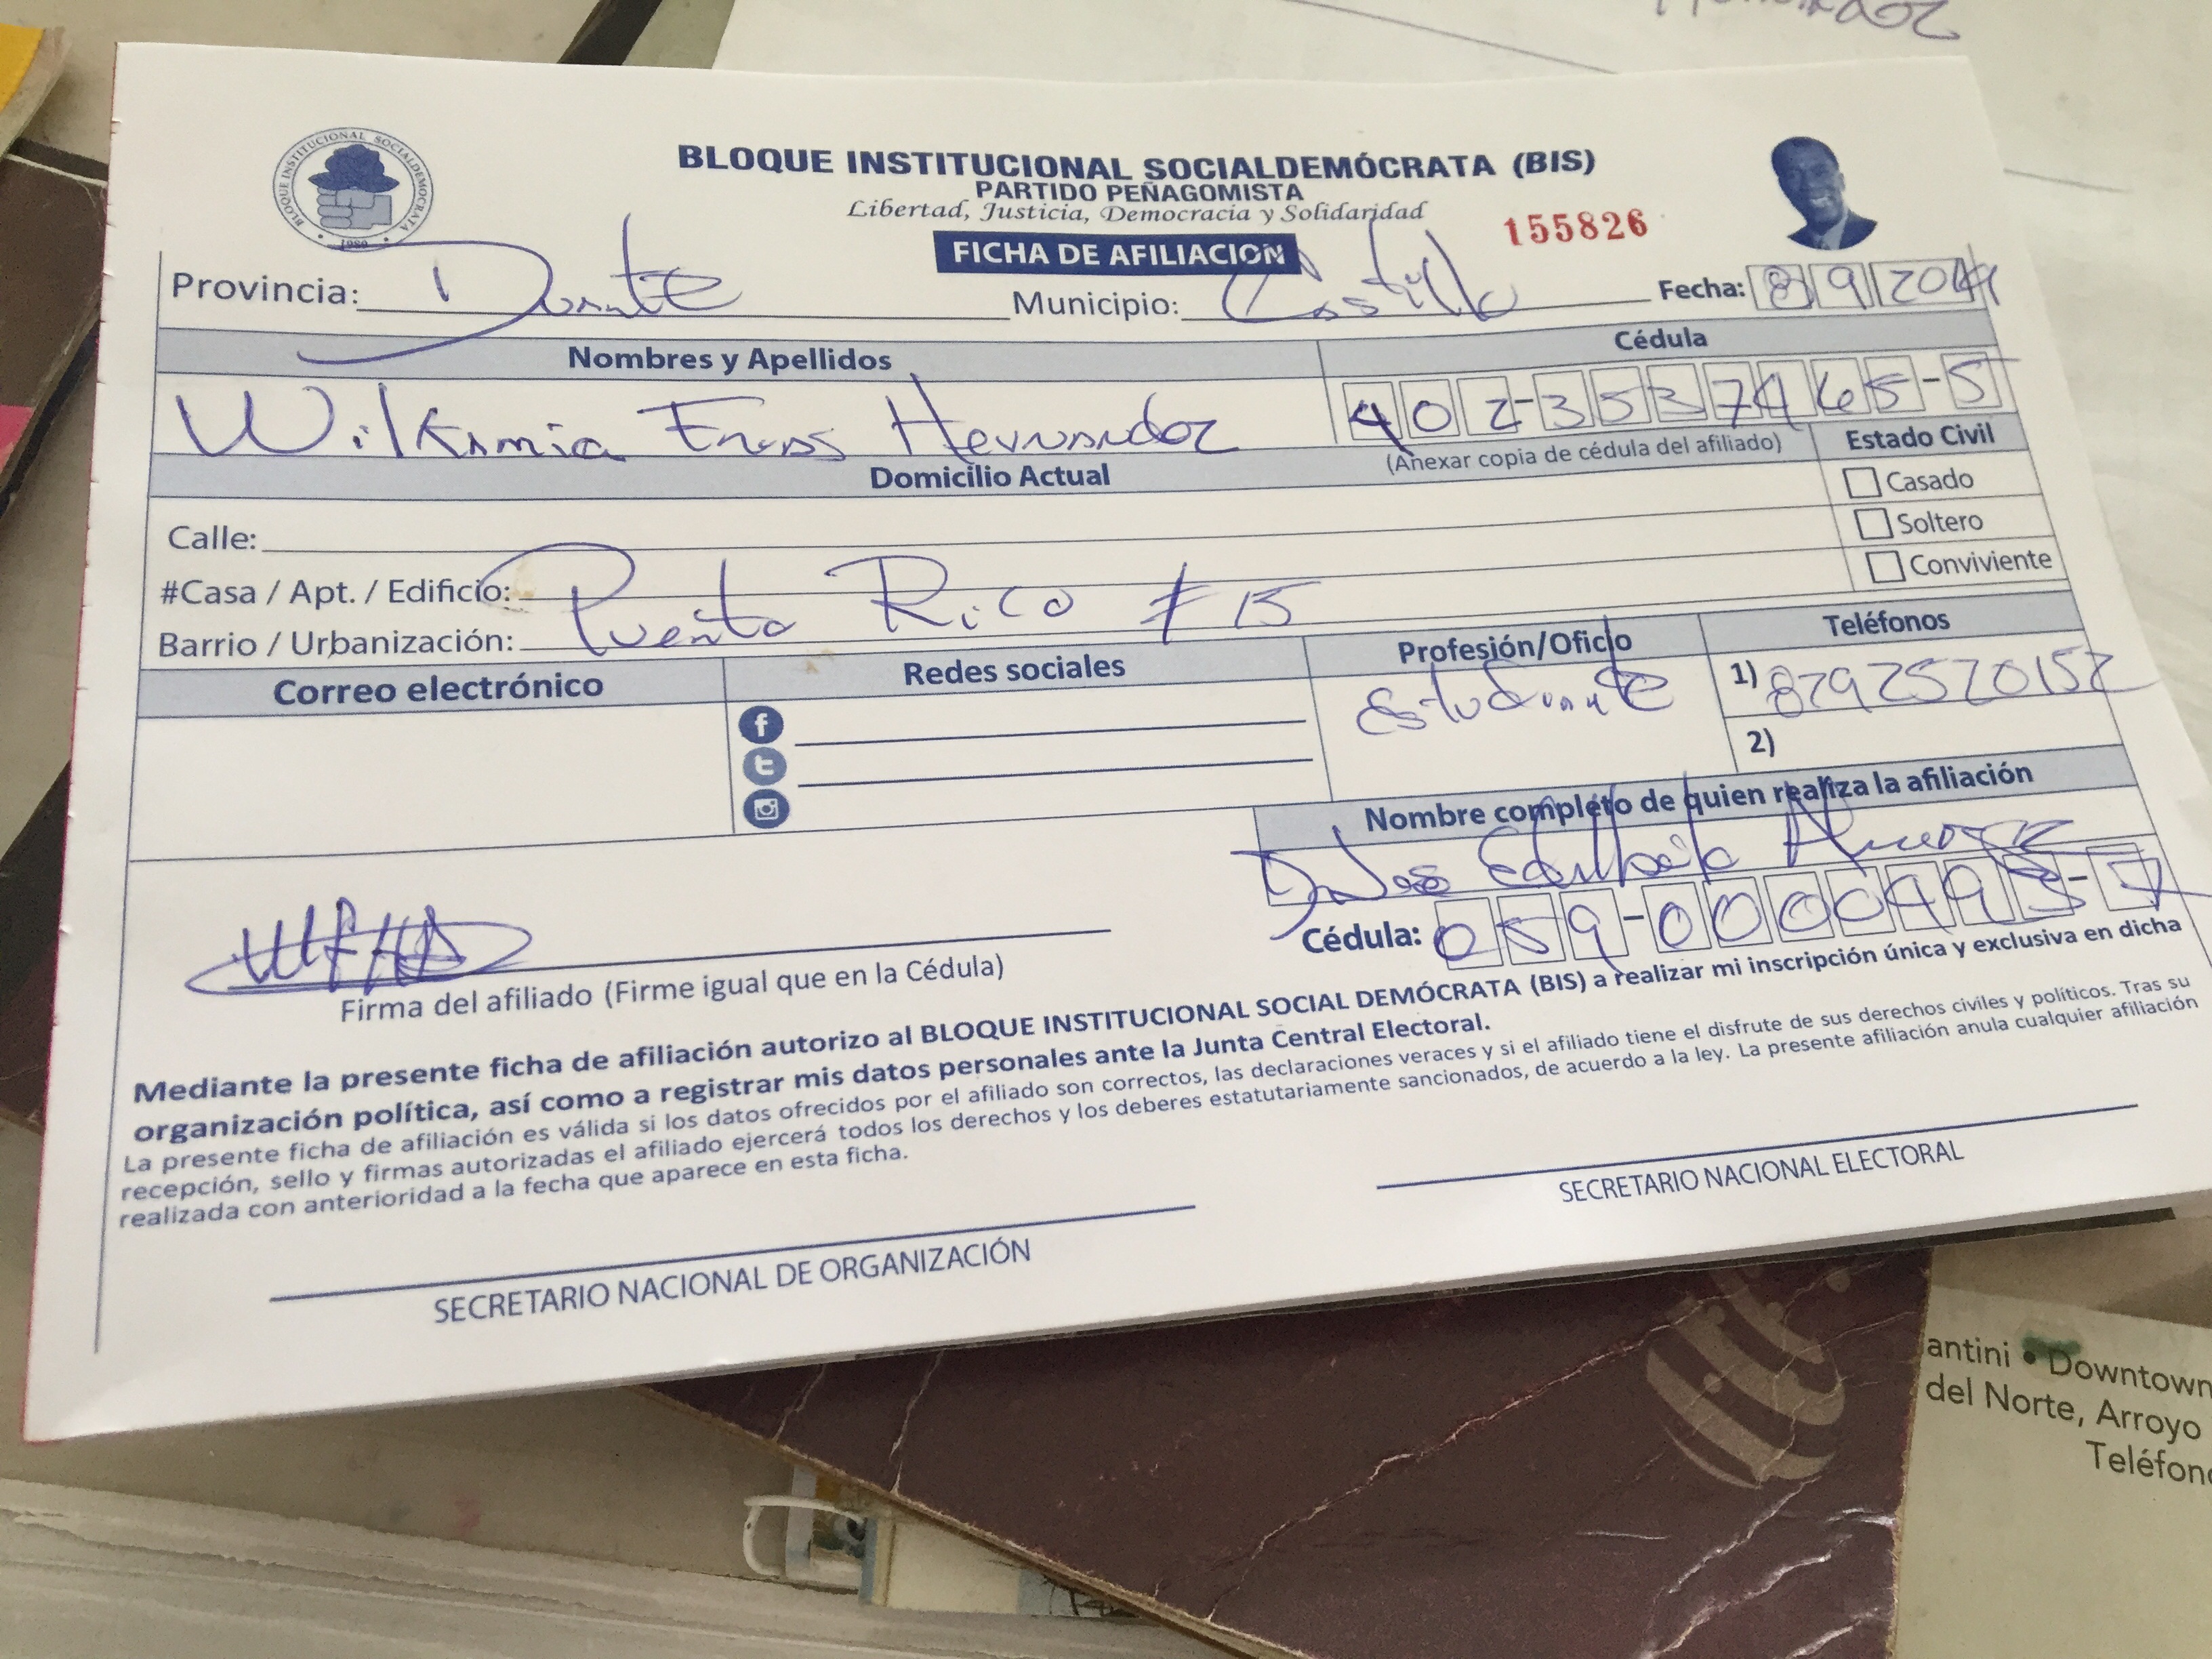 BLOQUE INSTITUCIONAL SOCIALDEMOCRATA
1989
BLOQUE INSTITUCIONAL SOCIALDEMÓCRATA (BIS)
PARTIDO PEÑAGOMISTA
Libertad, Justicia, Democracia y Solidaridad
155826
FICHA DE AFILIACIÓN
Provincia: Duarte Municipio: Castillo Fecha: 8 9 2019
Nombres y Apellidos Cédula
Wilkamia Hernandez 402-3537465-5
(Anexar copia de cédula del afiliado)
Domicilio Actual Estado Civil
Casado
Calle:
Soltero
#Casa / Apt. / Edificio:
Conviviente
Barrio / Urbanización: Puerto Rico # 15
Correo electrónico Redes sociales Profesión/Oficio Teléfonos
Estudiante 1) 8292520152
2)
Nombre completo de quien realiza la afiliación
Cédula: 059-
Firma del afiliado (Firme igual que en la Cédula)
Mediante la presente ficha de afiliación autorizo al BLOQUE INSTITUCIONAL SOCIAL DEMÓCRATA (BIS) a realizar mi inscripción única y exclusiva en dicha
organización política, así como a registrar mis datos personales ante la Junta Central Electoral.
La presente ficha de afiliación es válida si los datos ofrecidos por el afiliado son correctos, las declaraciones veraces y si el afiliado tiene el disfrute de sus derechos civiles y políticos. Tras su
recepción, sello y firmas autorizadas el afiliado ejercerá todos los derechos y los deberes estatutariamente sancionados, de acuerdo a la ley. La presente afiliación anula cualquier afiliación
realizada con anterioridad a la fecha que aparece en esta ficha.
SECRETARIO NACIONAL ELECTORAL
SECRETARIO NACIONAL DE ORGANIZACIÓN
antini • Downtown
del Norte, Arroyo
Teléfono